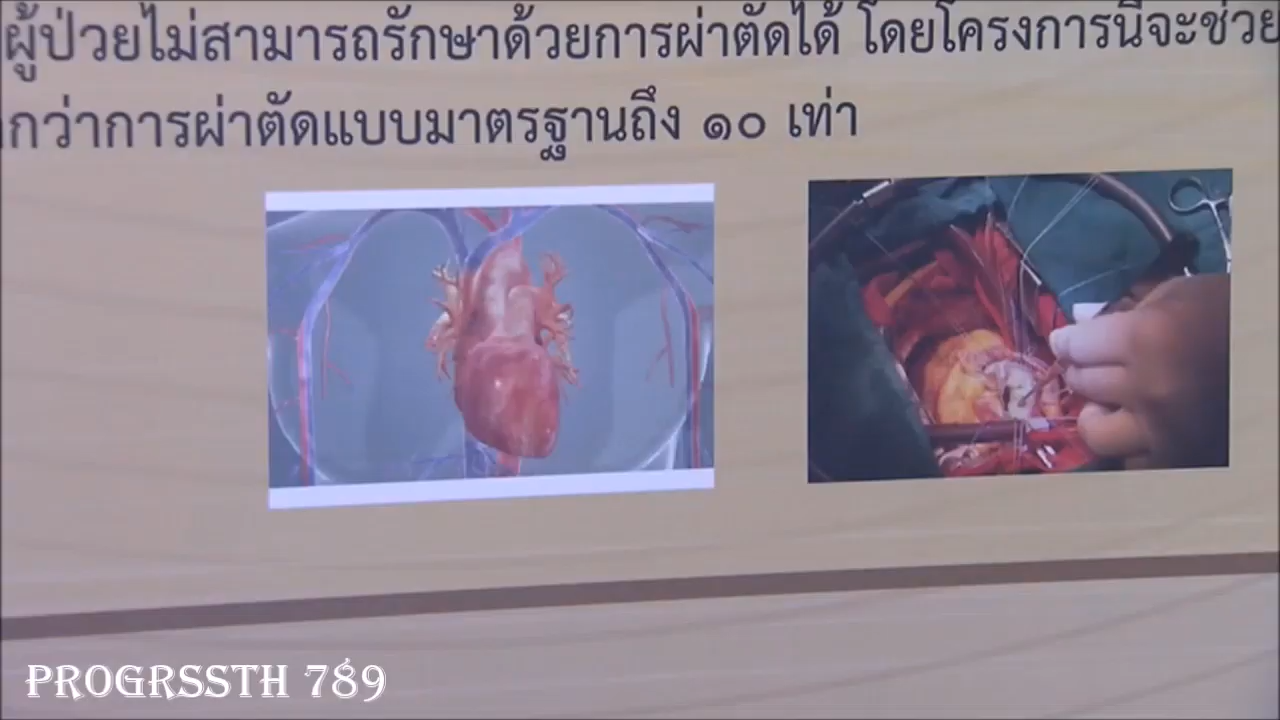 ผู้ป่วยไม่สามารถรักษาด้วยการผ่าตัดได้ โดยโครงการนี้จะช่วย
กว่าการผ่าตัดแบบมาตรฐานถึง ๑๐ เท่า
PROGRSSTH 789